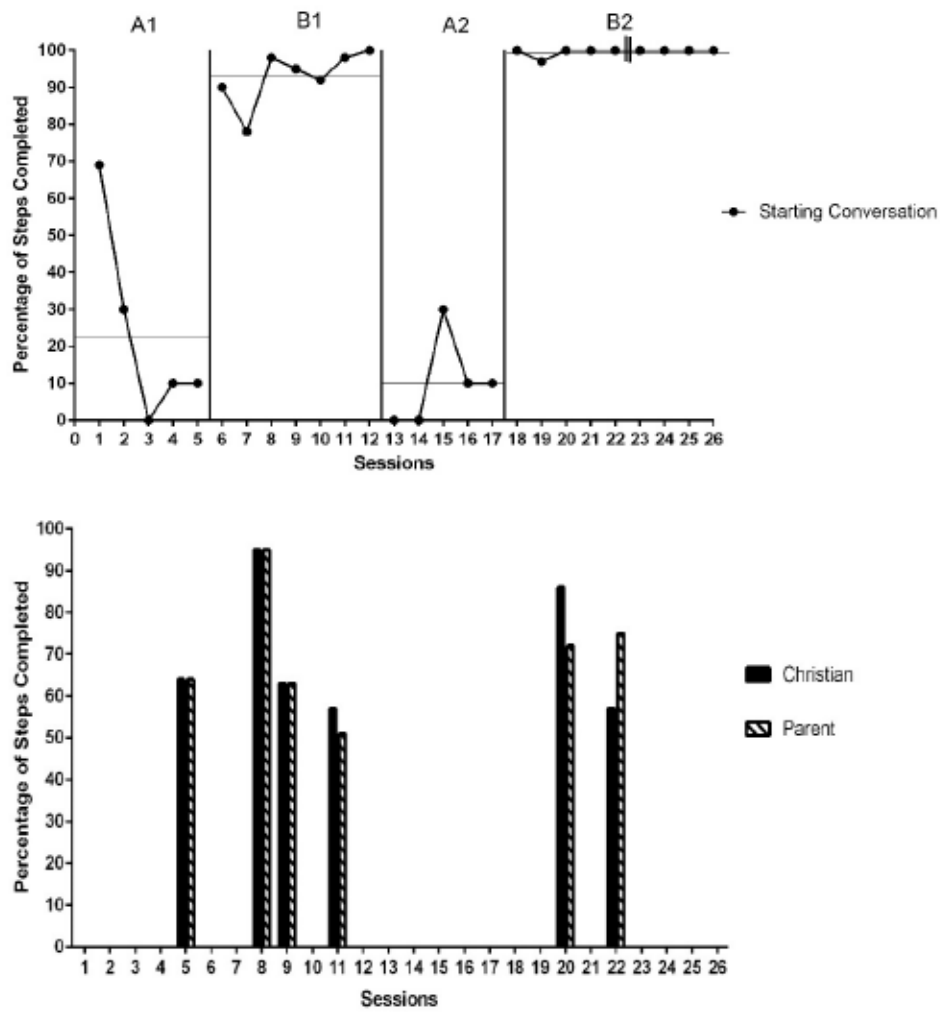 A1 B1 A2 B2
Percentage of Steps Completed
100
90
80
70
60
50
40
30
20
10
0
0 1 2 3 4 5 6 7 8 9 10 11 12 13 14 15 16 17 18 19 20 21 22 23 24 25 26
Sessions
Starting Conversation
Percentage of Steps Completed
100
90
80
70
60
50
40
30
20
10
0
1 2 3 4 5 6 7 8 9 10 11 12 13 14 15 16 17 18 19 20 21 22 23 24 25 26
Sessions
Christian
Parent